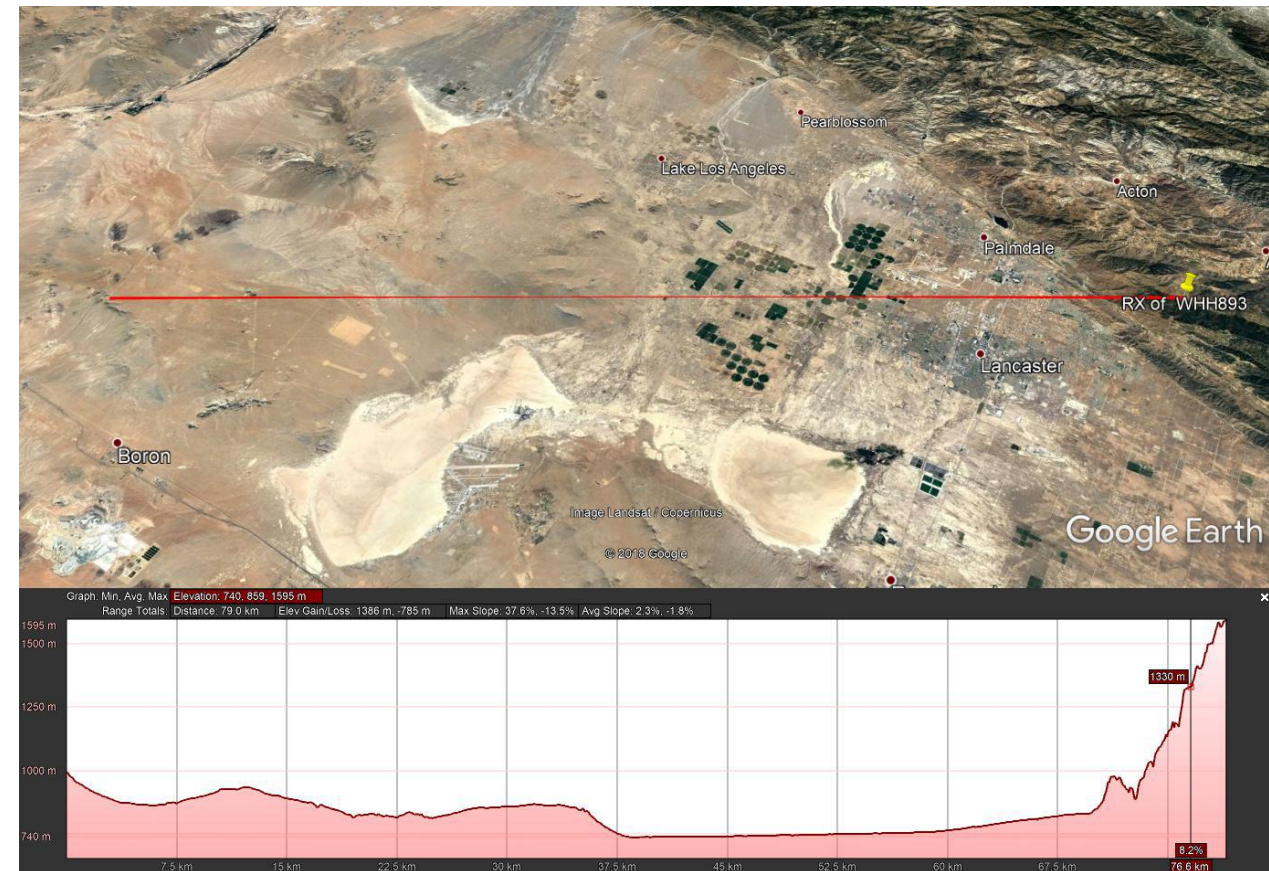 Pearblossom
Lake Los Angeles
Acton
Palmdale
RX of WHH893
Lancaster
Boron
Image Landsat / Copernicus
© 2018 Google
Google Earth
Graph: Min, Avg, Max Elevation: 740, 859, 1595 m
Range Totals: Distance: 79.0 km Elev Gain/Loss: 1386 m, -785 m Max Slope: 37.6%, -13.5% Avg Slope: 2.3%, -1.8%
1595 m
1500 m
1330 m
1250 m
1000 m
740 m
8.2%
7.5 km 15 km 22.5 km 30 km 37.5 km 45 km 52.5 km 60 km 67.5 km 76.6 km